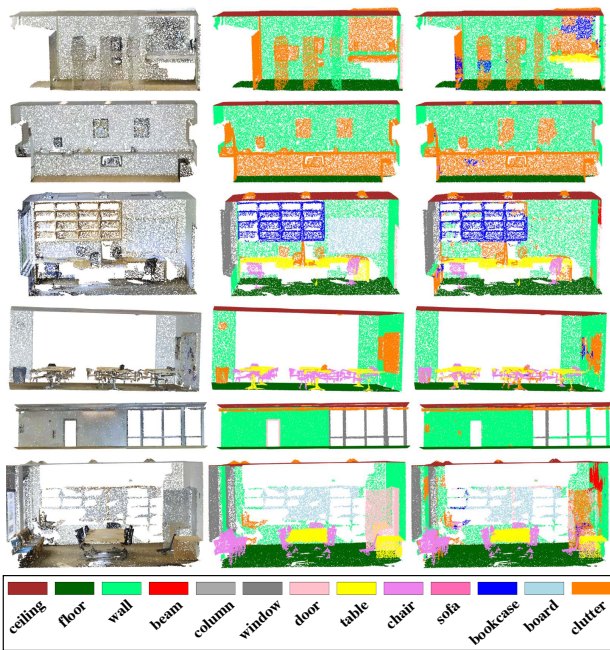 ceiling
floor
wall
beam
column
window
door
table
chair
sofa
bookcase
board
clutter